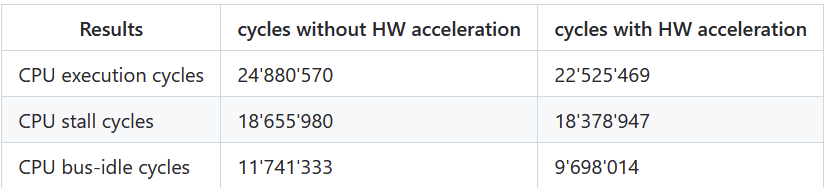 Results cycles without HW acceleration cycles with HW acceleration
CPU execution cycles 24'880'570 22'525'469
CPU stall cycles 18'655'980 18'378'947
CPU bus-idle cycles 11'741'333 9'698'014